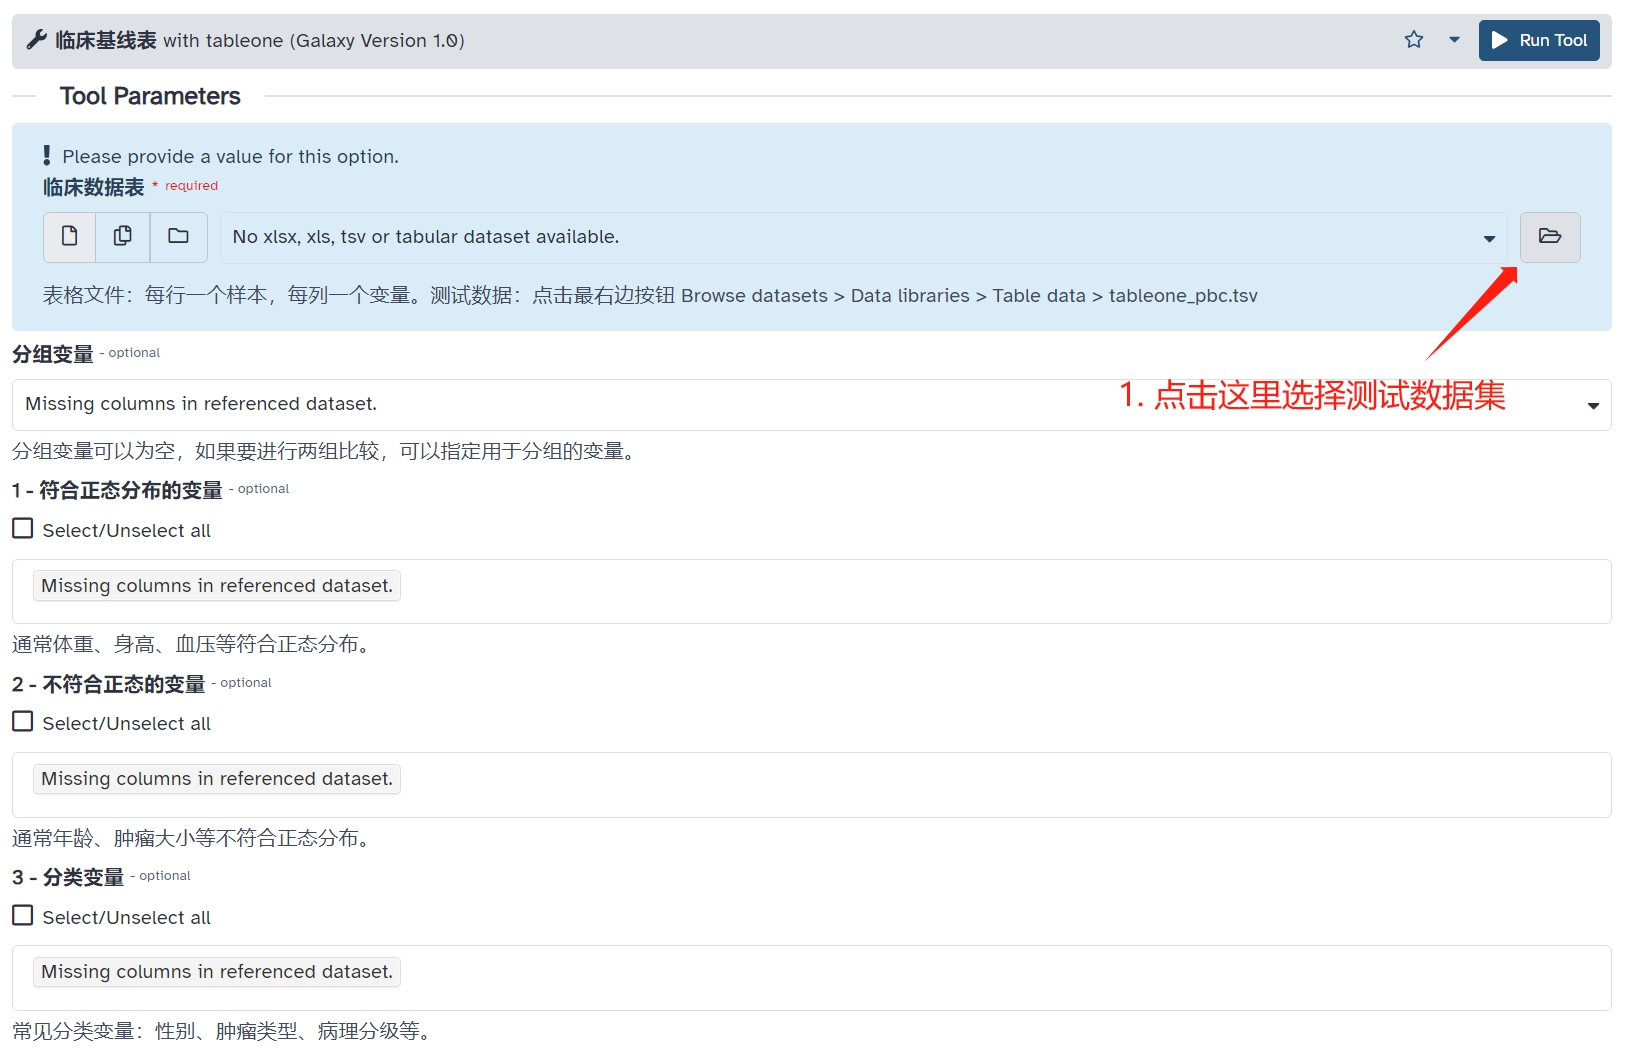 临床基线表 with tableone (Galaxy Version 1.0)
Run Tool
Tool Parameters
Please provide a value for this option.
临床数据表 * required
No xlsx, xls, tsv or tabular dataset available.
表格文件：每行一个样本，每列一个变量。测试数据：点击最右边按钮 Browse datasets > Data libraries > Table data > tableone_pbc.tsv
分组变量 - optional
1. 点击这里选择测试数据集
Missing columns in referenced dataset.
分组变量可以为空，如果要进行两组比较，可以指定用于分组的变量。
1 - 符合正态分布的变量 - optional
Select/Unselect all
Missing columns in referenced dataset.
通常体重、身高、血压等符合正态分布。
2 - 不符合正态的变量 - optional
Select/Unselect all
Missing columns in referenced dataset.
通常年龄、肿瘤大小等不符合正态分布。
3 - 分类变量 - optional
Select/Unselect all
Missing columns in referenced dataset.
常见分类变量：性别、肿瘤类型、病理分级等。